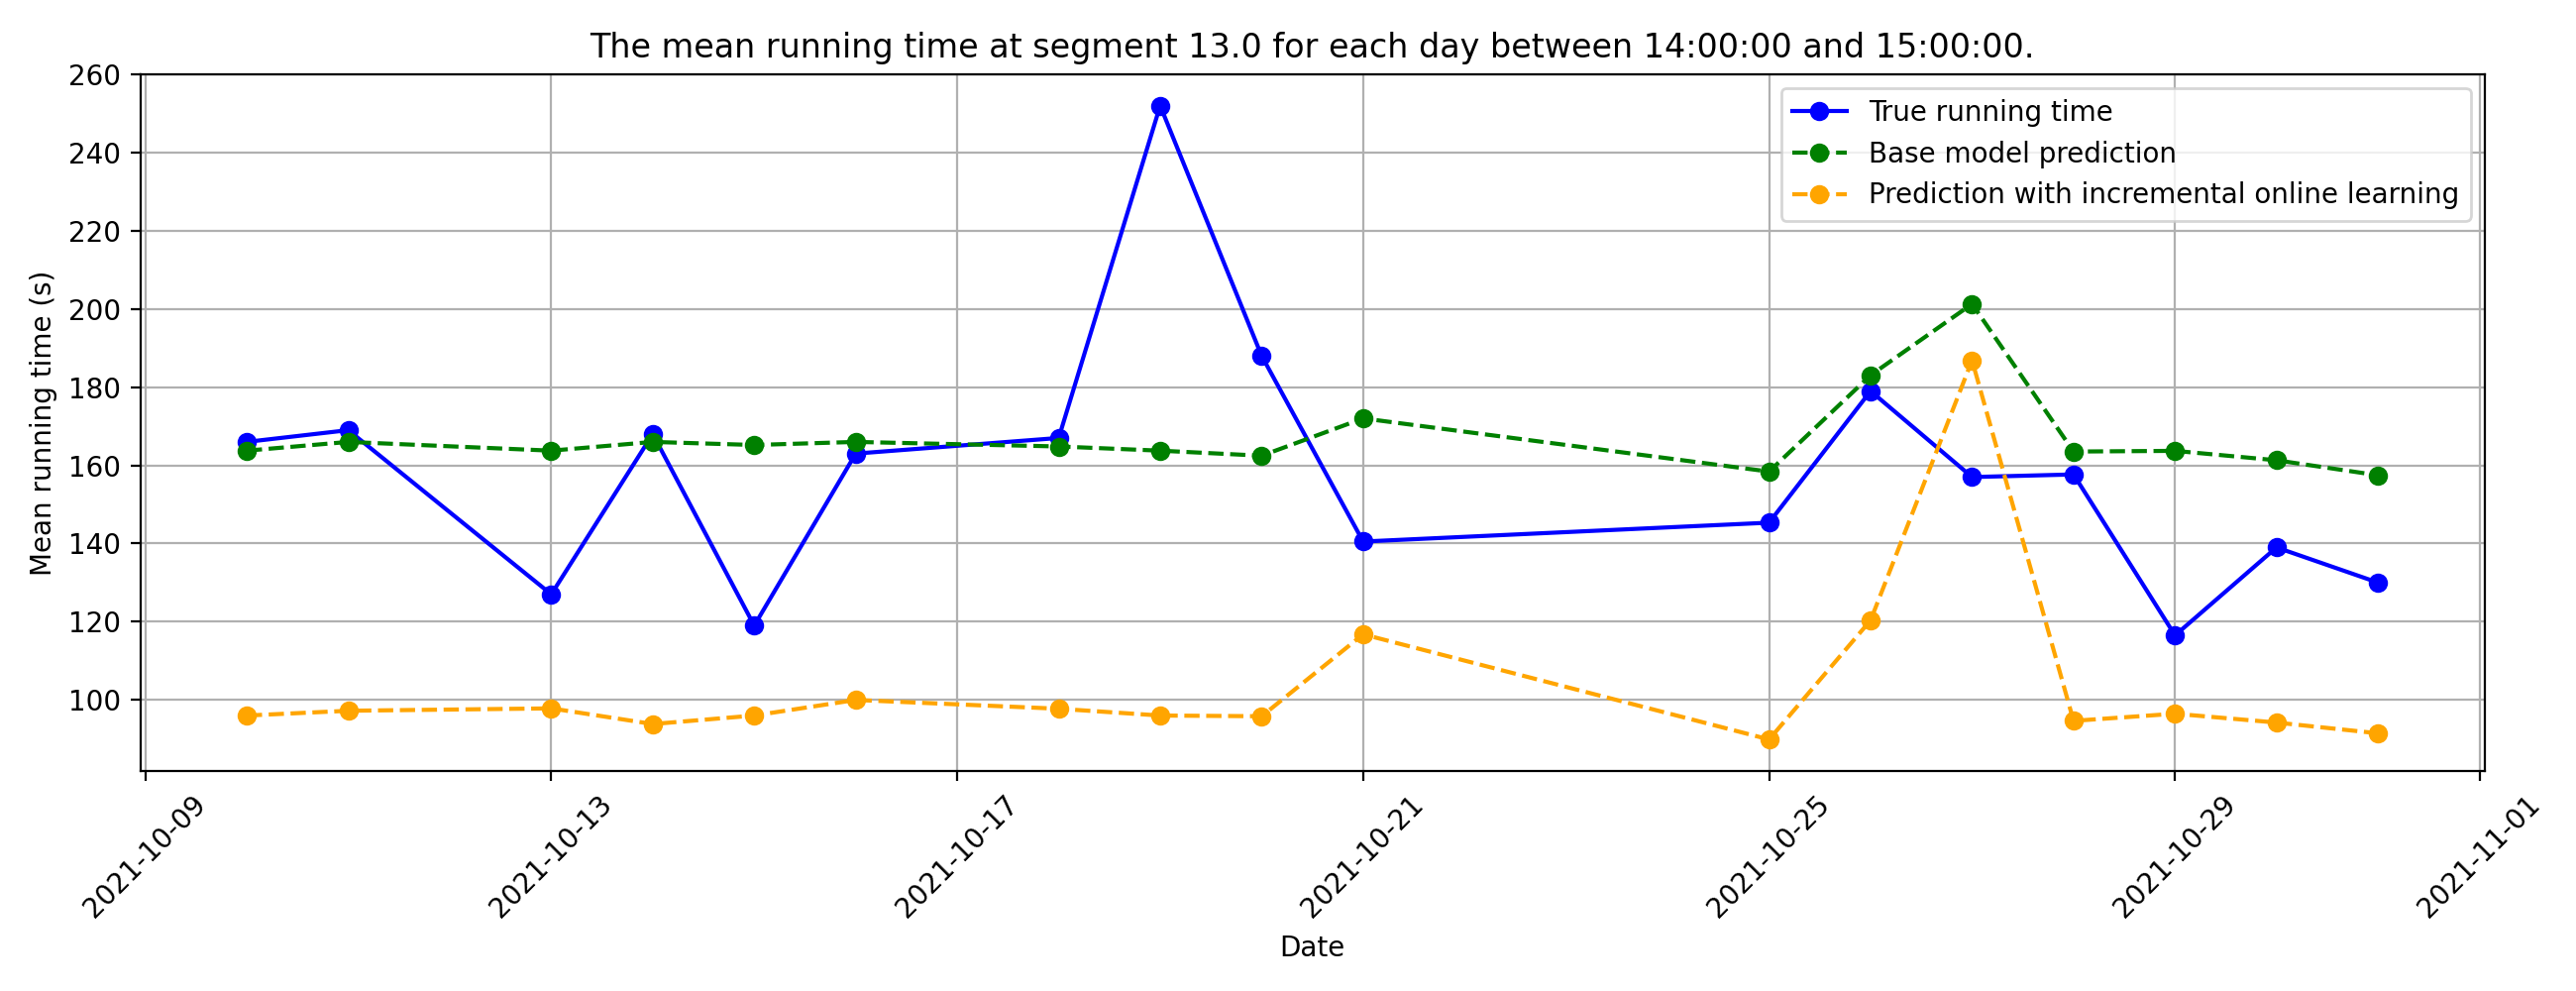 The mean running time at segment 13.0 for each day between 14:00:00 and 15:00:00.
260
240
220
200
180
160
140
120
100
Mean running time (s)
True running time
Base model prediction
Prediction with incremental online learning
2021-10-09
2021-10-13
2021-10-17
2021-10-21
2021-10-25
2021-10-29
2021-11-01
Date